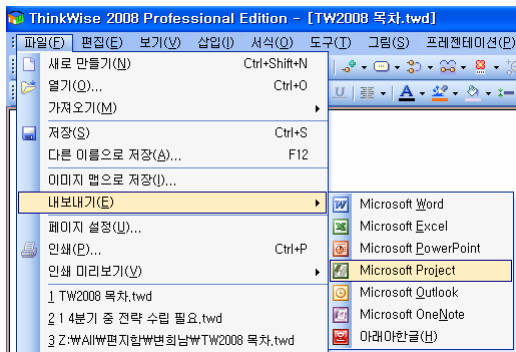 ThinkWise 2008 Professional Edition - [TW2008 목차.twd]
파일(F) 편집(E) 보기(V) 삽입(I) 서식(O) 도구(T) 그림(S) 프레젠테이션(P)
새로 만들기(N) Ctrl+Shift+N
열기(O)... Ctrl+O
가져오기(M)
저장(S) Ctrl+S
다른 이름으로 저장(A)... F12
이미지 맵으로 저장(J)...
내보내기(E)
Microsoft Word
페이지 설정(U)...
Microsoft Excel
인쇄(P)... Ctrl+P
Microsoft PowerPoint
인쇄 미리보기(V)
Microsoft Project
1 TW2008 목차.twd
Microsoft Outlook
2 1 4분기 중 전략 수립 필요.twd
Microsoft OneNote
3 Z:₩All₩편지함₩변희남₩TW2008 목차.twd
아래아한글(H)